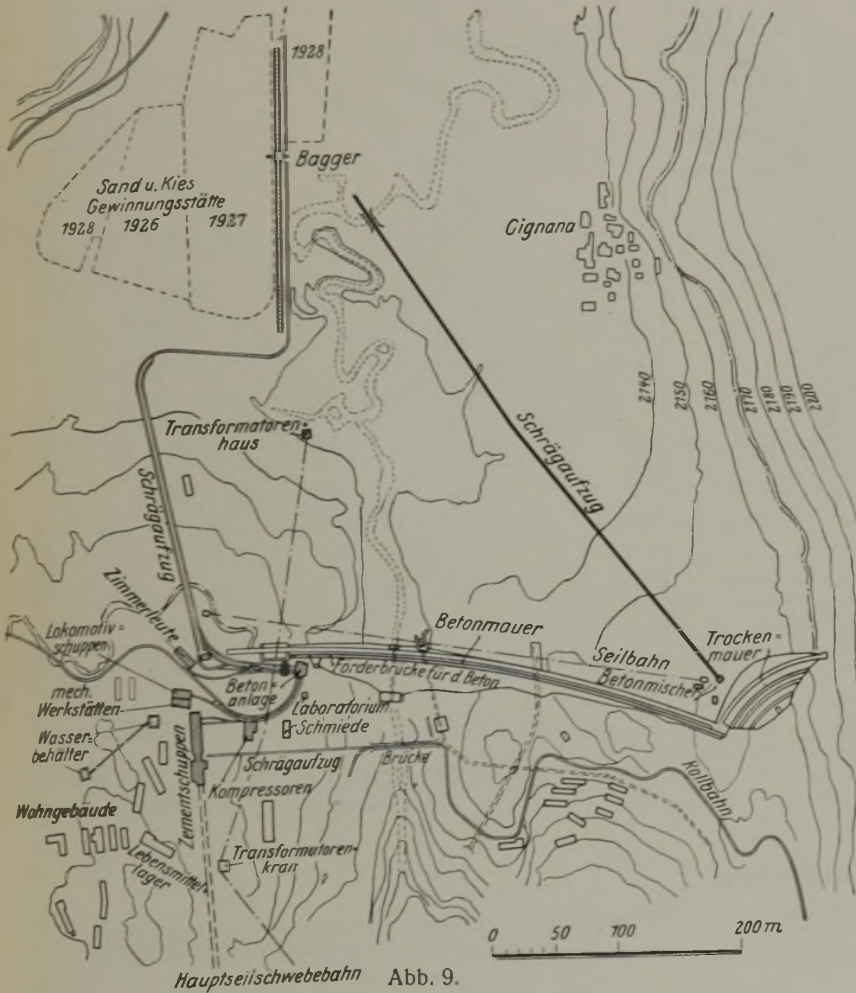 1928
Bagger
Sand u. Kies
Gewinnungsstätte
1928 1926 1927
Cignana
2140
2150
2160
2170
2180
2190
2200
Transformatoren-
haus
Schrägaufzug
Schrägaufzug
Zimmerleute
Lokomotiv=
schuppen
Betonmauer
Seilbahn
Trocken-
mauer
Förderbrücke für d. Beton
Betonmischer
mech.
Werkstätten
Beton=
anlage
Laboratorium
Schmiede
Wasser=
behälter
Schrägaufzug
Brücke
Zementschuppen
Kompressoren
Rollbahn
Wohngebäude
Lebensmittel-
lager
Transformatoren-
kran
0 50 100 200 m
Hauptseilschwebebahn
Abb. 9.